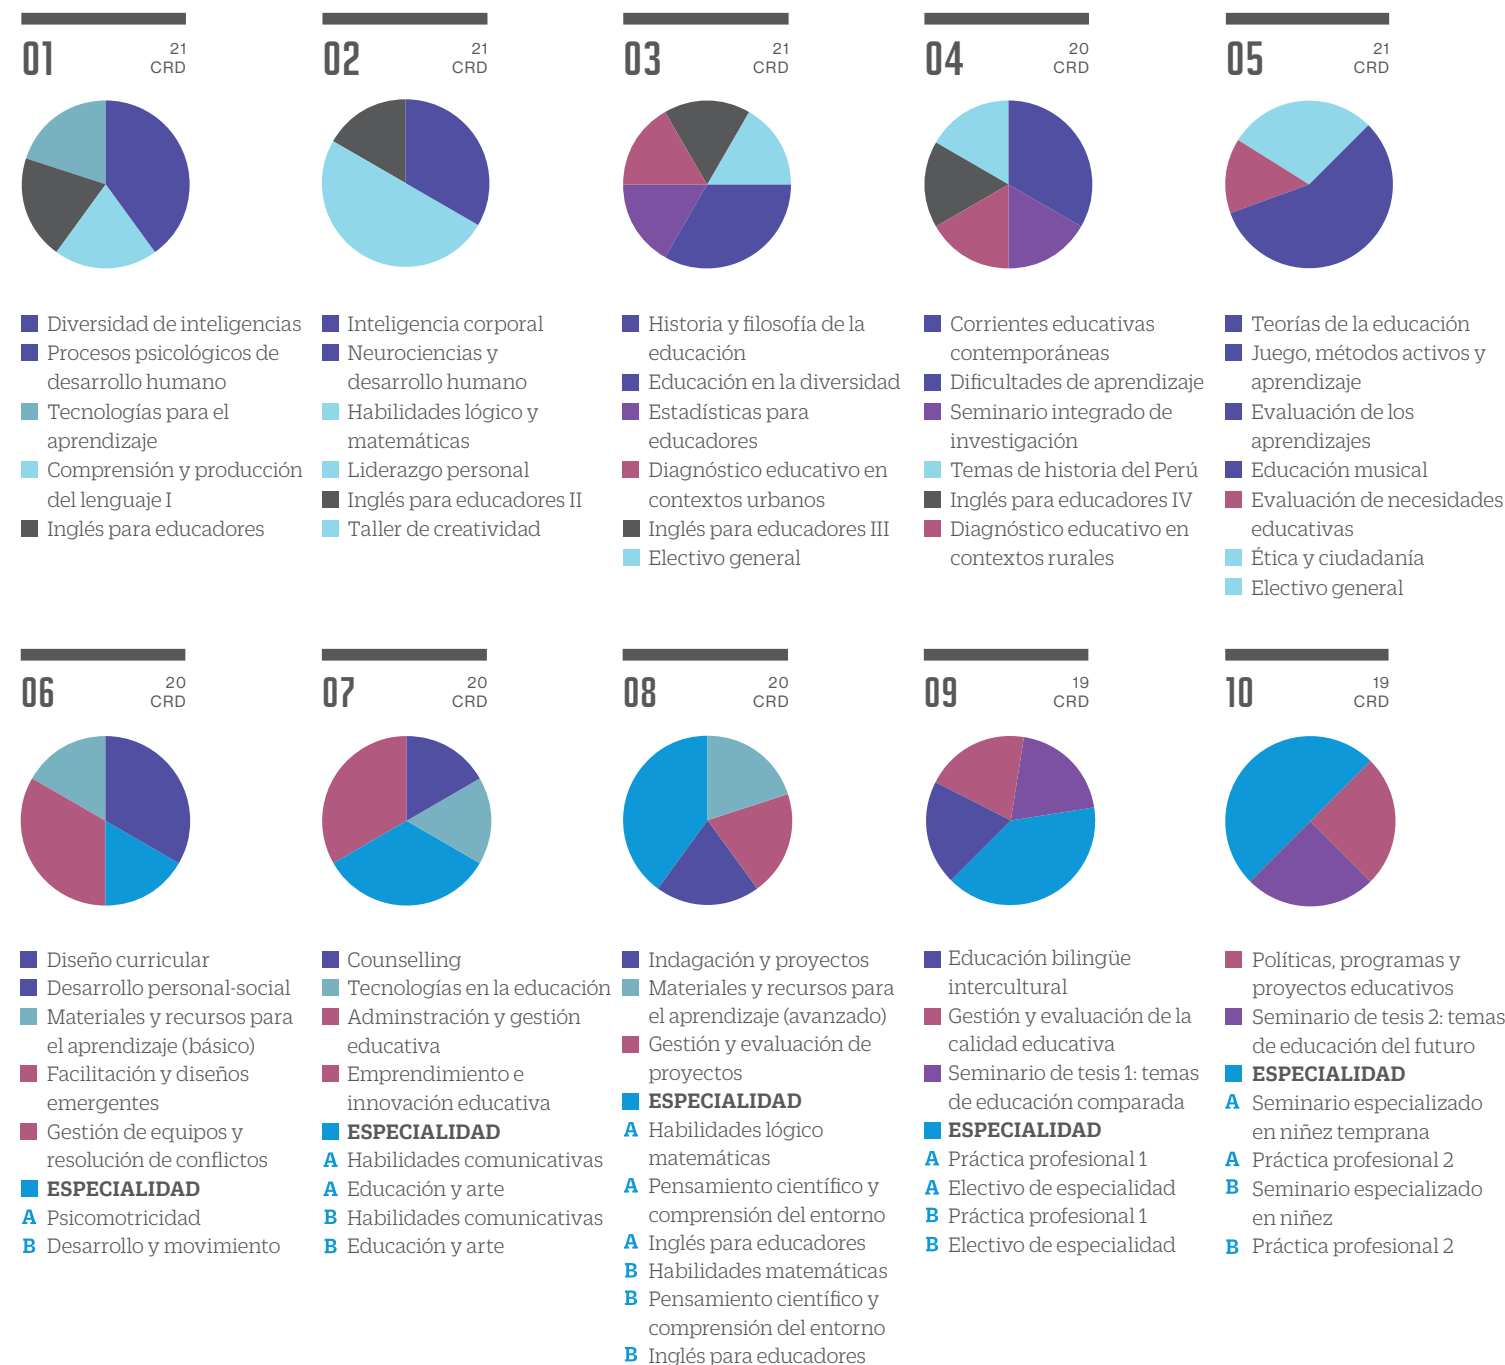 01
21
CRD
Diversidad de inteligencias
Procesos psicológicos de
desarrollo humano
Tecnologías para el
aprendizaje
Comprensión y producción
del lenguaje I
Inglés para educadores
02
21
CRD
Inteligencia corporal
Neurociencias y
desarrollo humano
Habilidades lógico y
matemáticas
Liderazgo personal
Inglés para educadores II
Taller de creatividad
03
21
CRD
Historia y filosofía de la
educación
Educación en la diversidad
Estadísticas para
educadores
Diagnóstico educativo en
contextos urbanos
Inglés para educadores III
Electivo general
04
20
CRD
Corrientes educativas
contemporáneas
Dificultades de aprendizaje
Seminario integrado de
investigación
Temas de historia del Perú
Inglés para educadores IV
Diagnóstico educativo en
contextos rurales
05
21
CRD
Teorías de la educación
Juego, métodos activos y
aprendizaje
Evaluación de los
aprendizajes
Educación musical
Evaluación de necesidades
educativas
Ética y ciudadanía
Electivo general
06
20
CRD
Diseño curricular
Desarrollo personal-social
Materiales y recursos para
el aprendizaje (básico)
Facilitación y diseños
emergentes
Gestión de equipos y
resolución de conflictos
ESPECIALIDAD
A Psicomotricidad
B Desarrollo y movimiento
07
20
CRD
Counselling
Tecnologías en la educación
Adminstración y gestión
educativa
Emprendimiento e
innovación educativa
ESPECIALIDAD
A Habilidades comunicativas
A Educación y arte
B Habilidades comunicativas
B Educación y arte
08
20
CRD
Indagación y proyectos
Materiales y recursos para
el aprendizaje (avanzado)
Gestión y evaluación de
proyectos
ESPECIALIDAD
A Habilidades lógico
matemáticas
A Pensamiento científico y
comprensión del entorno
A Inglés para educadores
B Habilidades matemáticas
B Pensamiento científico y
comprensión del entorno
B Inglés para educadores
09
19
CRD
Educación bilingüe
intercultural
Gestión y evaluación de la
calidad educativa
Seminario de tesis 1: temas
de educación comparada
ESPECIALIDAD
A Práctica profesional 1
A Electivo de especialidad
B Práctica profesional 1
B Electivo de especialidad
10
19
CRD
Políticas, programas y
proyectos educativos
Seminario de tesis 2: temas
de educación del futuro
ESPECIALIDAD
A Seminario especializado
en niñez temprana
A Práctica profesional 2
B Seminario especializado
en niñez
B Práctica profesional 2